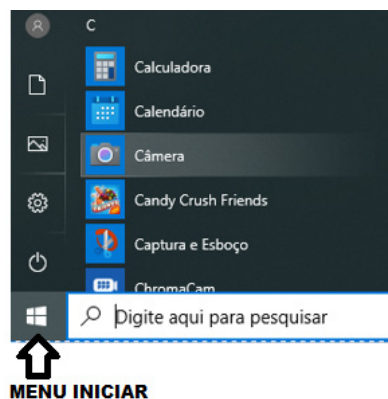 C
Calculadora
Calendário
Câmera
Candy Crush Friends
Captura e Esboço
ChromaCam
Digite aqui para pesquisar
MENU INICIAR